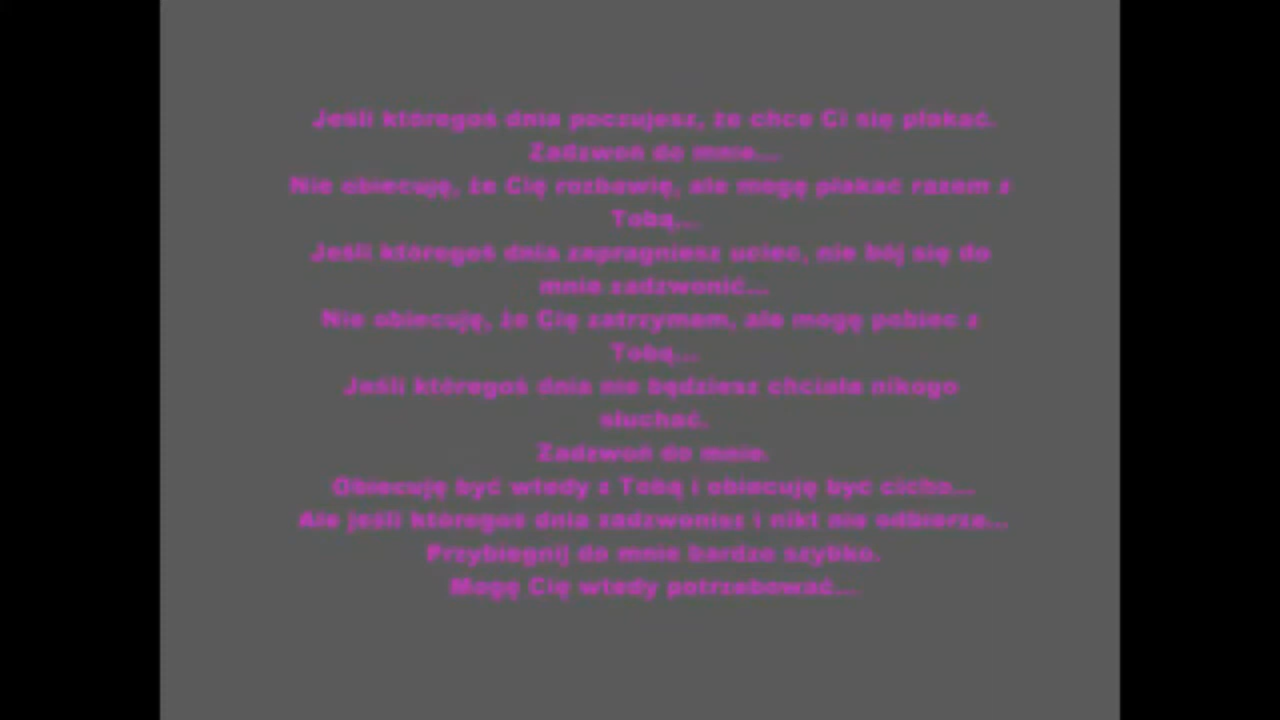 Jeśli któregoś dnia poczujesz, że chce Ci się płakać.
Zadzwoń do mnie...
Nie obiecuję, że Cię rozbawię, ale mogę płakać razem z
Tobą...
Jeśli któregoś dnia zapragniesz uciec, nie bój się do
mnie zadzwonić...
Nie obiecuję, że Cię zatrzymam, ale mogę pobiec z
Tobą...
Jeśli któregoś dnia nie będziesz chciała nikogo
słuchać.
Zadzwoń do mnie.
Obiecuję być wtedy z Tobą i obiecuję być cicho...
Ale jeśli któregoś dnia zadzwonisz i nikt nie odbierze...
Przybiegnij do mnie bardzo szybko.
Mogę Cię wtedy potrzebować...